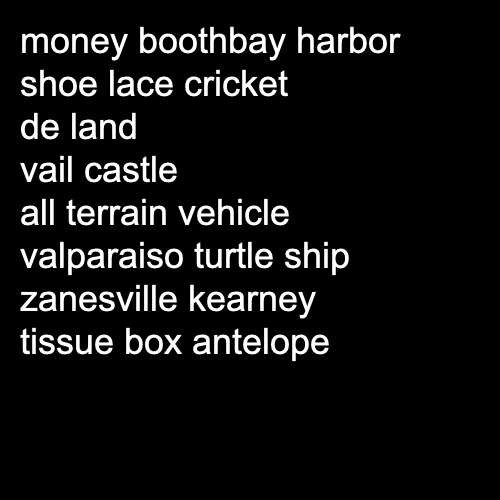 money boothbay harbor
shoe lace cricket
de land
vail castle
all terrain vehicle
valparaiso turtle ship
zanesville kearney
tissue box antelope